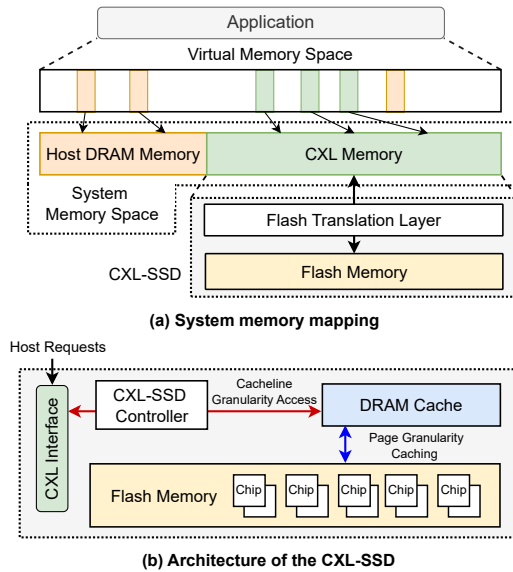 Application
Virtual Memory Space
Host DRAM Memory
CXL Memory
System
Memory Space
Flash Translation Layer
CXL-SSD
Flash Memory
(a) System memory mapping
Host Requests
CXL Interface
CXL-SSD
Controller
Cacheline
Granularity Access
DRAM Cache
Page Granularity
Caching
Flash Memory
Chip
Chip
Chip
Chip
Chip
(b) Architecture of the CXL-SSD